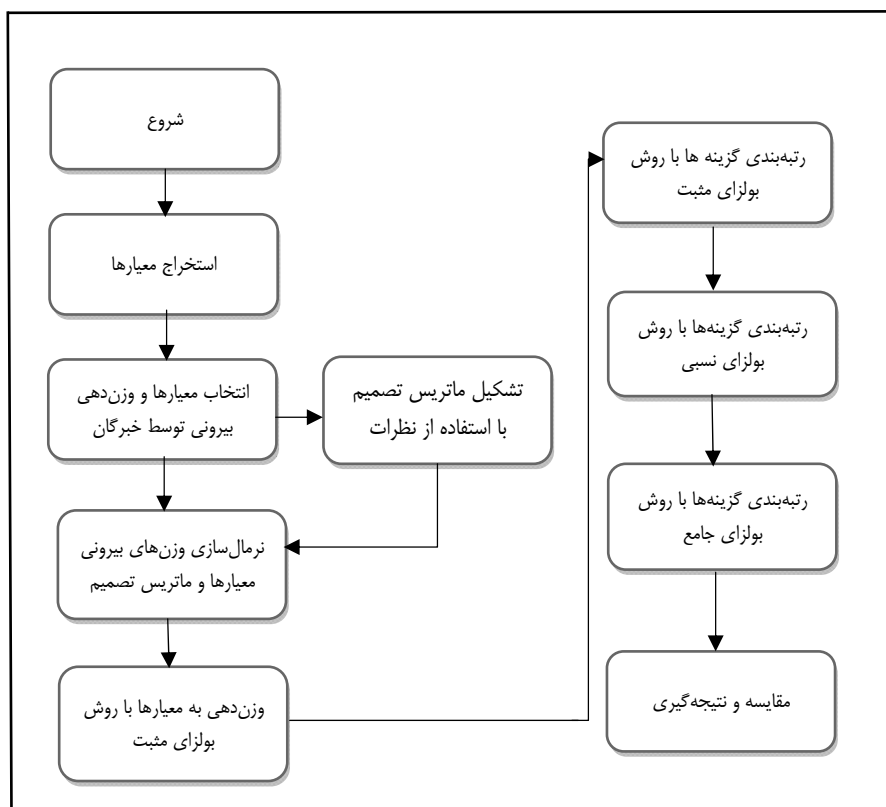 شروع
استخراج معیارها
انتخاب معیارها و وزن‌دهی
بیرونی توسط خبرگان
تشکیل ماتریس تصمیم
با استفاده از نظرات
نرمال‌سازی وزن‌های بیرونی
معیارها و ماتریس تصمیم
وزن‌دهی به معیارها با روش
بولزای مثبت
رتبه‌بندی گزینه ها با روش
بولزای مثبت
رتبه‌بندی گزینه‌ها با روش
بولزای نسبی
رتبه‌بندی گزینه‌ها با روش
بولزای جامع
مقایسه و نتیجه‌گیری